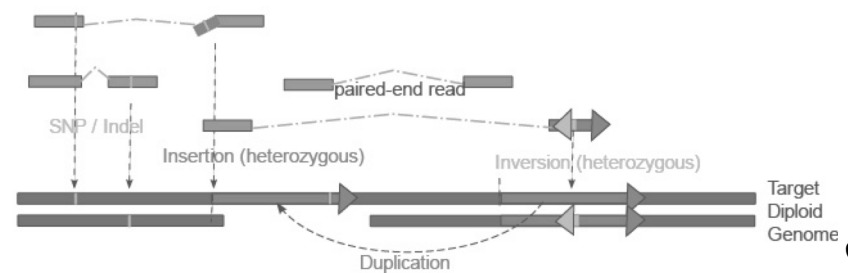 paired-end read
SNP / Indel
Insertion (heterozygous)
Inversion (heterozygous)
Target
Diploid
Genome
Duplication